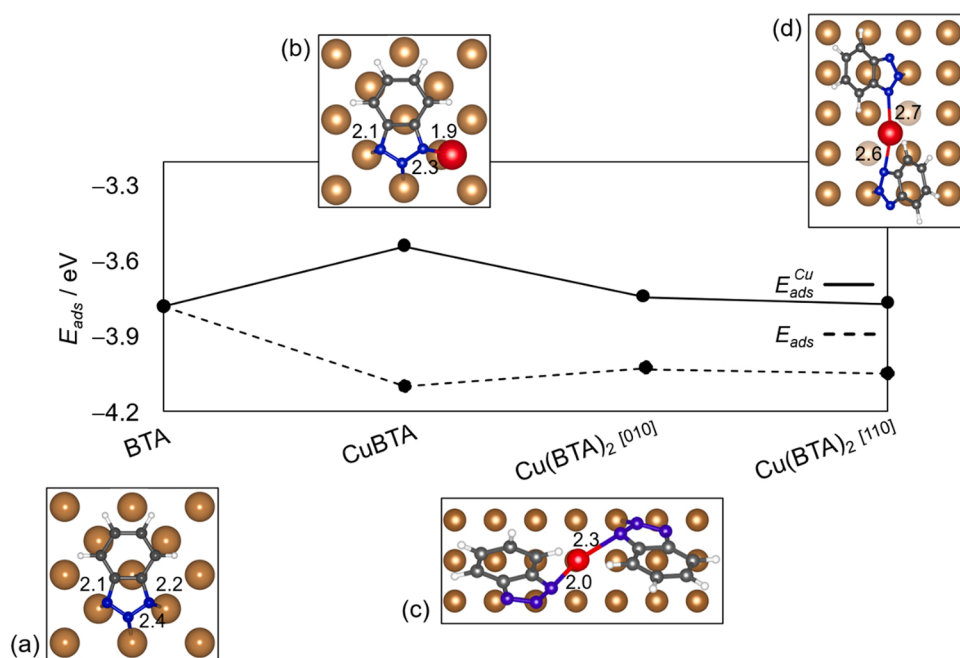 (b)
2.1
1.9
2.3
(d)
2.7
2.6
−3.3
−3.6
−3.9
−4.2
E_ads / eV
E_ads^Cu
E_ads
BTA
CuBTA
Cu(BTA)₂ [010]
Cu(BTA)₂ [110]
(a)
2.1
2.2
2.4
(c)
2.3
2.0